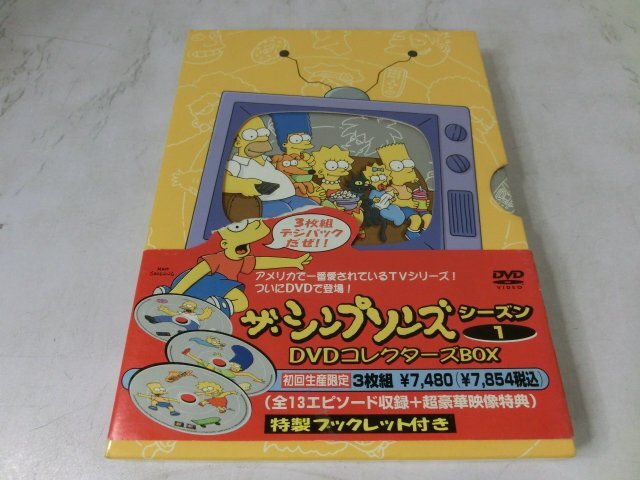 3枚組
デジパック
だぜ!!
MATT
GROENING
アメリカで一番愛されているTVシリーズ!
ついにDVDで登場!
DVD
VIDEO
ザ・シンプソンズ シーズン
1
DVDコレクターズBOX
初回生産限定 3枚組 ¥7,480(¥7,854税込)
(全13エピソード収録+超豪華映像特典)
特製ブックレット付き